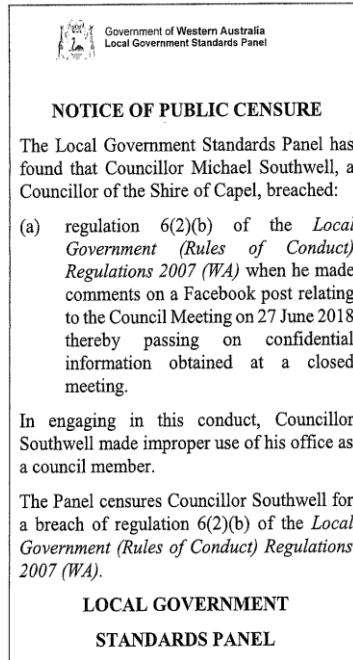 Government of Western Australia
Local Government Standards Panel
NOTICE OF PUBLIC CENSURE
The Local Government Standards Panel has
found that Councillor Michael Southwell, a
Councillor of the Shire of Capel, breached:
(a) regulation 6(2)(b) of the Local
Government (Rules of Conduct)
Regulations 2007 (WA) when he made
comments on a Facebook post relating
to the Council Meeting on 27 June 2018
thereby passing on confidential
information obtained at a closed
meeting.
In engaging in this conduct, Councillor
Southwell made improper use of his office as
a council member.
The Panel censures Councillor Southwell for
a breach of regulation 6(2)(b) of the Local
Government (Rules of Conduct) Regulations
2007 (WA).
LOCAL GOVERNMENT
STANDARDS PANEL